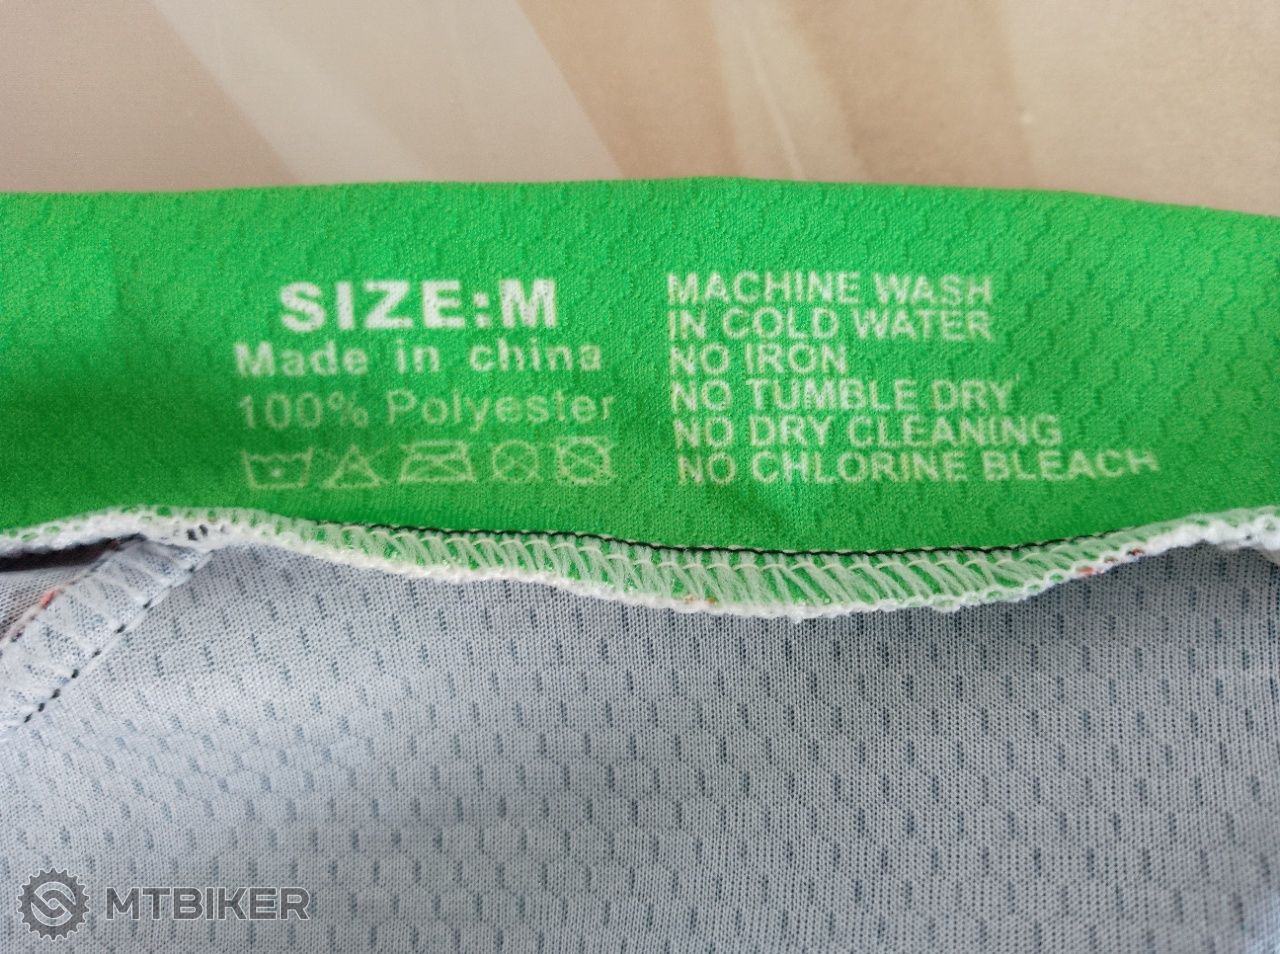 SIZE:M
Made in china
100% Polyester
MACHINE WASH
IN COLD WATER
NO IRON
NO TUMBLE DRY
NO DRY CLEANING
NO CHLORINE BLEACH
MTBIKER